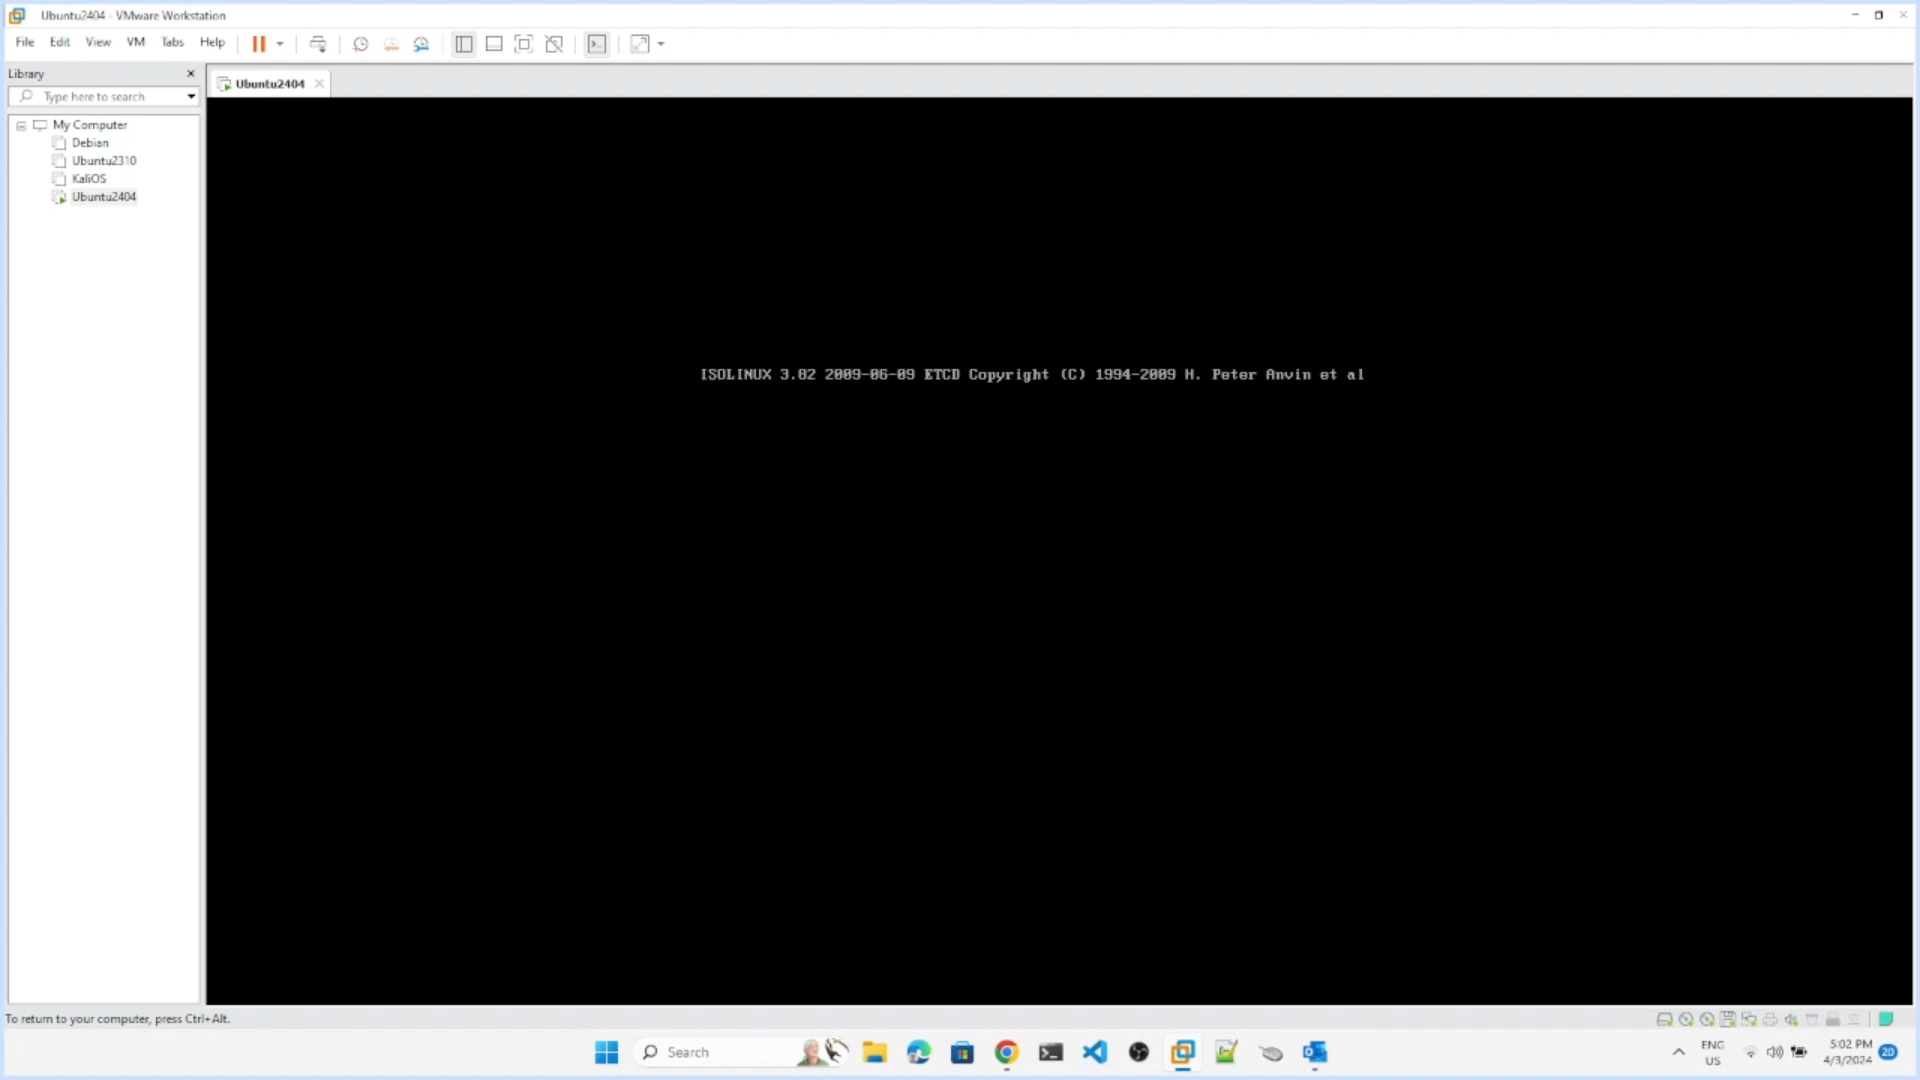 Ubuntu2404 - VMware Workstation
File Edit View VM Tabs Help
Library
Ubuntu2404
Type here to search
My Computer
Debian
Ubuntu2310
KaliOS
Ubuntu2404
ISOLINUX 3.82 2009-06-09 ETCD Copyright (C) 1994-2009 H. Peter Anvin et al
To return to your computer, press Ctrl+Alt.
Search
ENG
US
5:02 PM
4/3/2024
20